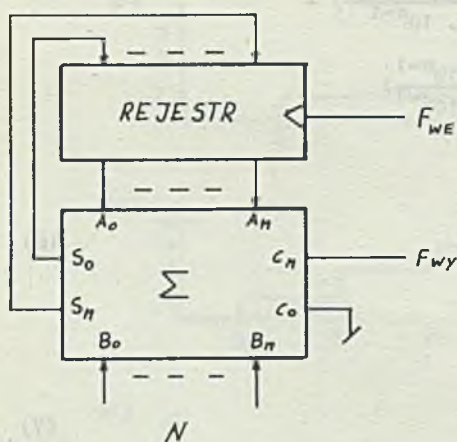 REJESTR
F_WE
A_0 A_n
S_0 C_n F_WY
Σ
S_n C_0
B_0 B_n
N